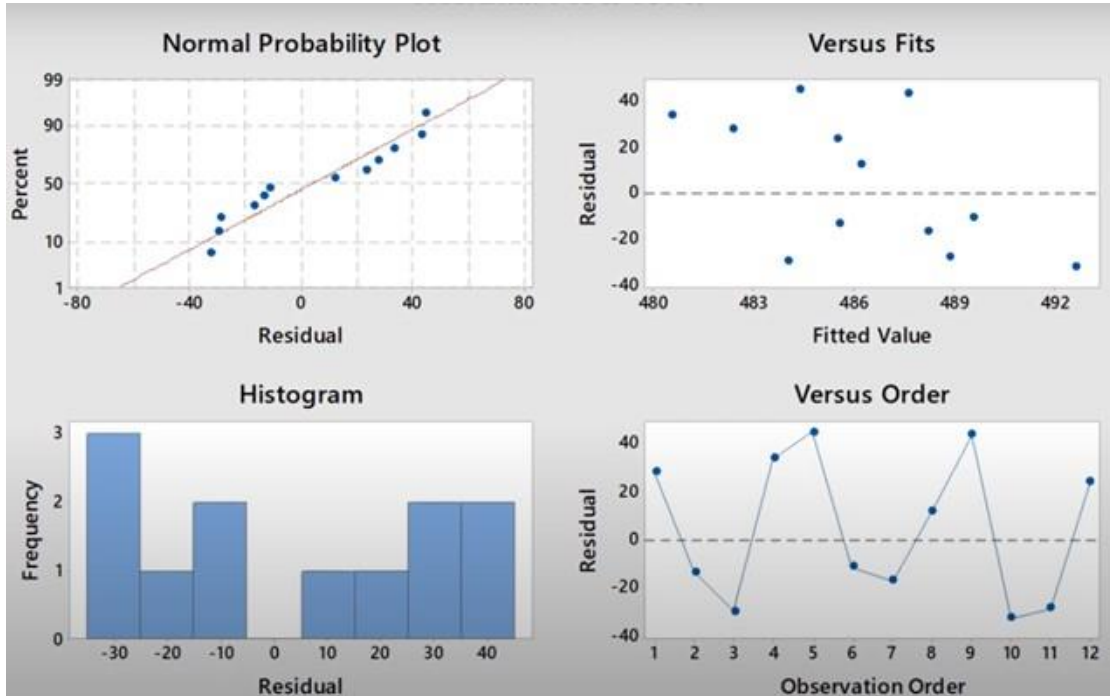 Normal Probability Plot
99
90
50
10
1
Percent
-80 -40 0 40 80
Residual
Versus Fits
40
20
0
-20
-40
Residual
480 483 486 489 492
Fitted Value
Histogram
3
2
1
0
Frequency
-30 -20 -10 0 10 20 30 40
Residual
Versus Order
40
20
0
-20
-40
Residual
1 2 3 4 5 6 7 8 9 10 11 12
Observation Order